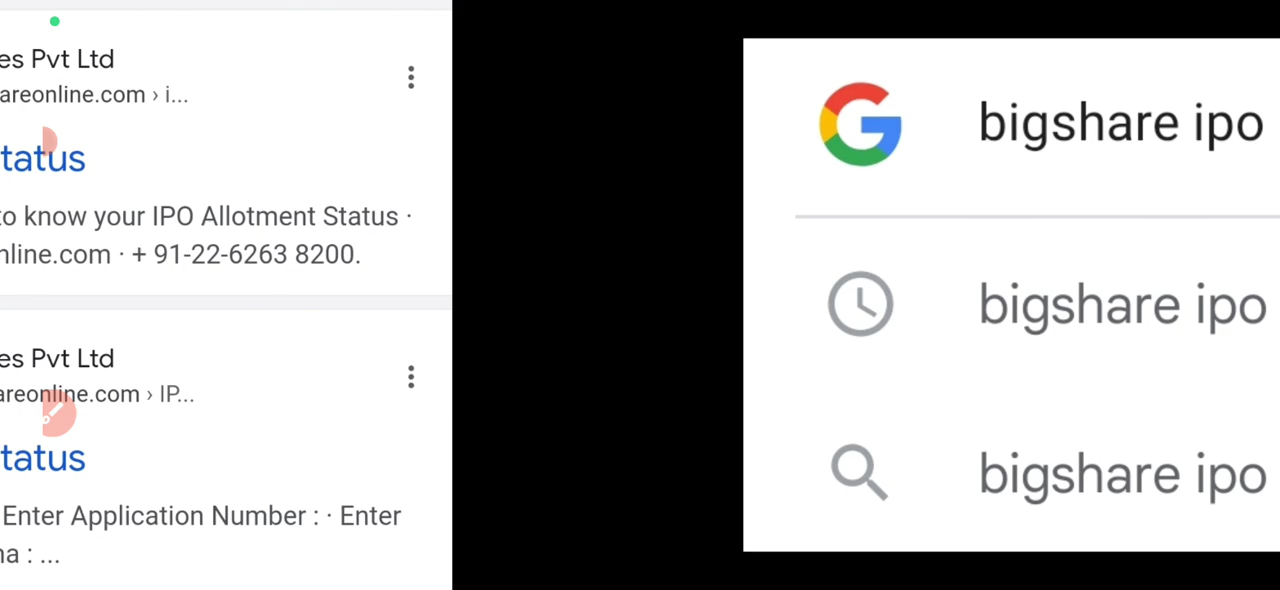 es Pvt Ltd
areonline.com › i...
tatus
to know your IPO Allotment Status ·
nline.com · + 91-22-6263 8200.
es Pvt Ltd
areonline.com › IP...
tatus
Enter Application Number : · Enter
na : ...
bigshare ipo
bigshare ipo
bigshare ipo